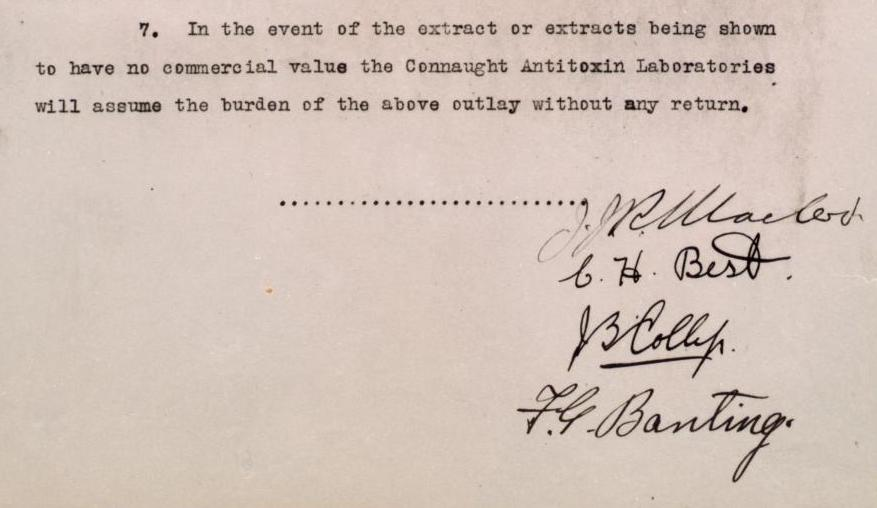 7. In the event of the extract or extracts being shown
to have no commercial value the Connaught Antitoxin Laboratories
will assume the burden of the above outlay without any return.
..........................
J. J. R. Macleod
C. H. Best.
J B Collip.
F. G. Banting.